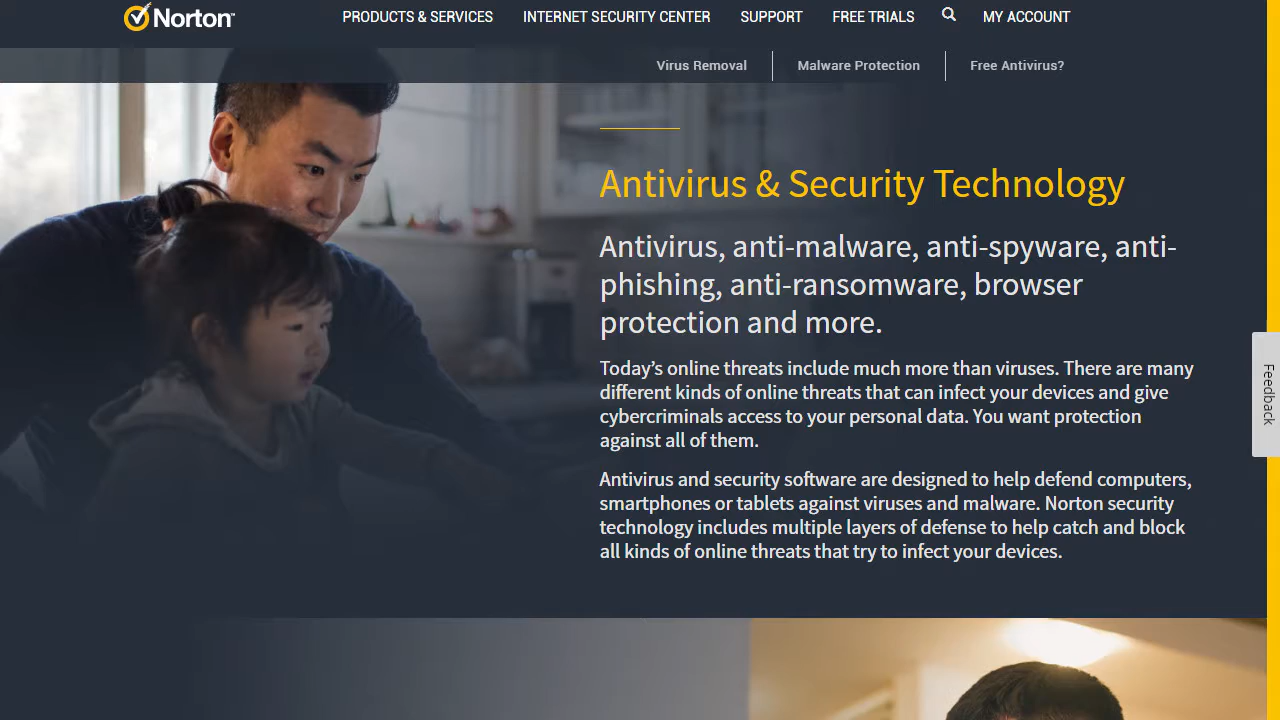 Norton™
PRODUCTS & SERVICES
INTERNET SECURITY CENTER
SUPPORT
FREE TRIALS
MY ACCOUNT
Virus Removal
Malware Protection
Free Antivirus?
Antivirus & Security Technology
Antivirus, anti-malware, anti-spyware, anti-
phishing, anti-ransomware, browser
protection and more.
Today’s online threats include much more than viruses. There are many
different kinds of online threats that can infect your devices and give
cybercriminals access to your personal data. You want protection
against all of them.
Antivirus and security software are designed to help defend computers,
smartphones or tablets against viruses and malware. Norton security
technology includes multiple layers of defense to help catch and block
all kinds of online threats that try to infect your devices.
Feedback